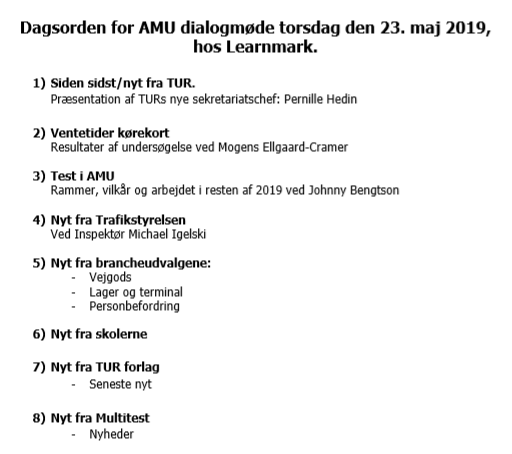 Dagsorden for AMU dialogmøde torsdag den 23. maj 2019,
hos Learnmark.
1) Siden sidst/nyt fra TUR.
Præsentation af TURs nye sekretariatschef: Pernille Hedin
2) Ventetider kørekort
Resultater af undersøgelse ved Mogens Ellgaard-Cramer
3) Test i AMU
Rammer, vilkår og arbejdet i resten af 2019 ved Johnny Bengtson
4) Nyt fra Trafikstyrelsen
Ved Inspektør Michael Igelski
5) Nyt fra brancheudvalgene:
- Vejgods
- Lager og terminal
- Personbefordring
6) Nyt fra skolerne
7) Nyt fra TUR forlag
- Seneste nyt
8) Nyt fra Multitest
- Nyheder